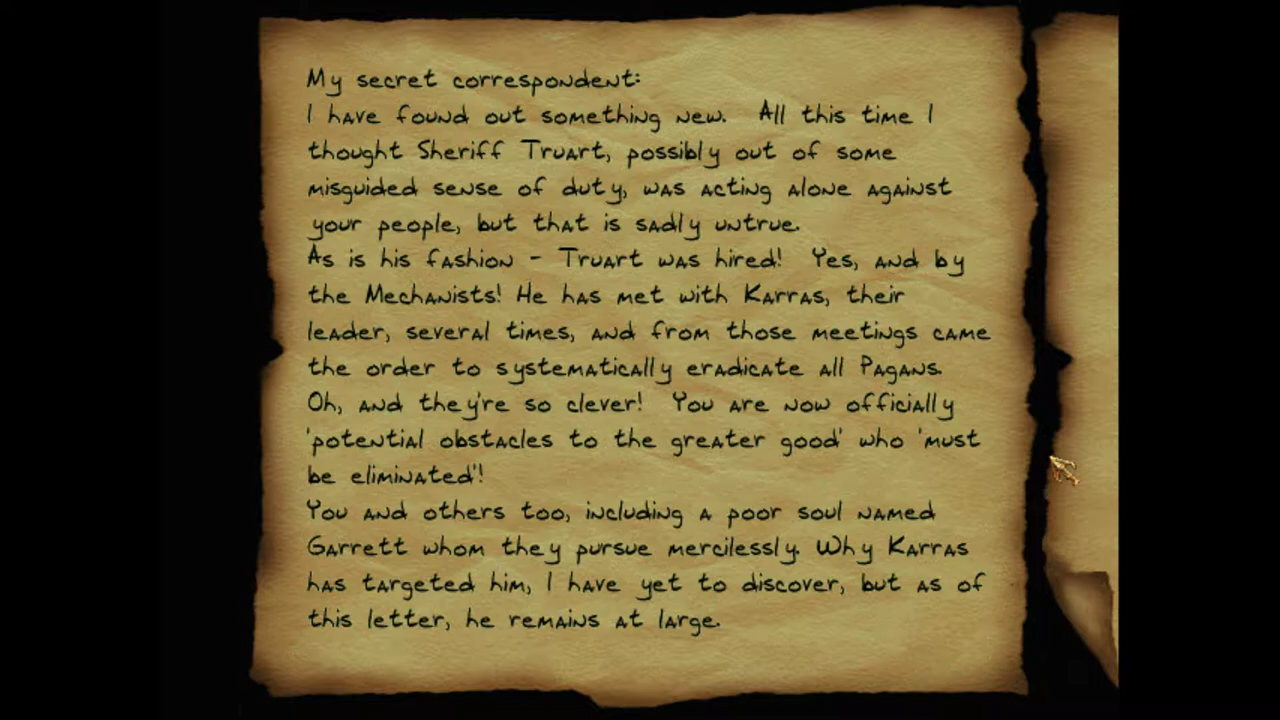 My secret correspondent:
I have found out something new.  All this time I
thought Sheriff Truart, possibly out of some
misguided sense of duty, was acting alone against
your people, but that is sadly untrue.
As is his fashion - Truart was hired!  Yes, and by
the Mechanists! He has met with Karras, their
leader, several times, and from those meetings came
the order to systematically eradicate all Pagans.
Oh, and they're so clever!  You are now officially
'potential obstacles to the greater good' who 'must
be eliminated'!
You and others too, including a poor soul named
Garrett whom they pursue mercilessly. Why Karras
has targeted him, I have yet to discover, but as of
this letter, he remains at large.